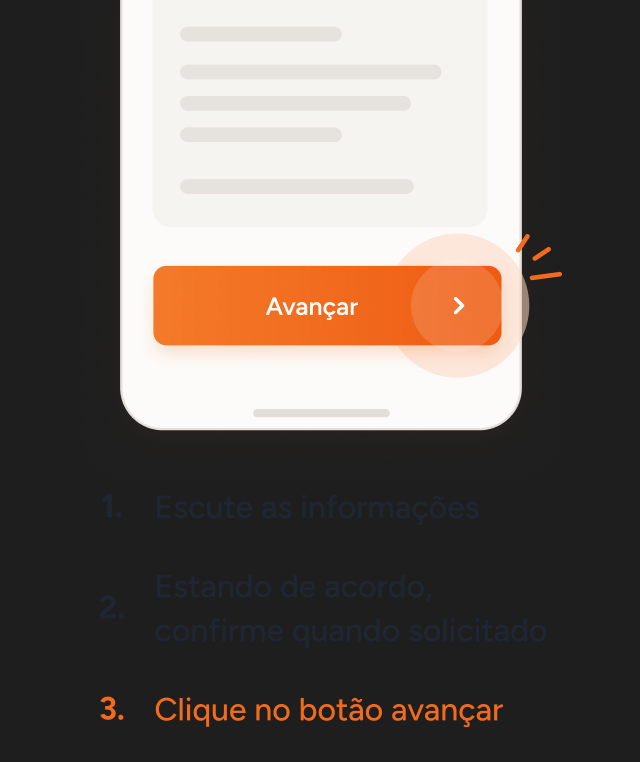 Avançar
1. Escute as informações
2. Estando de acordo,
confirme quando solicitado
3. Clique no botão avançar